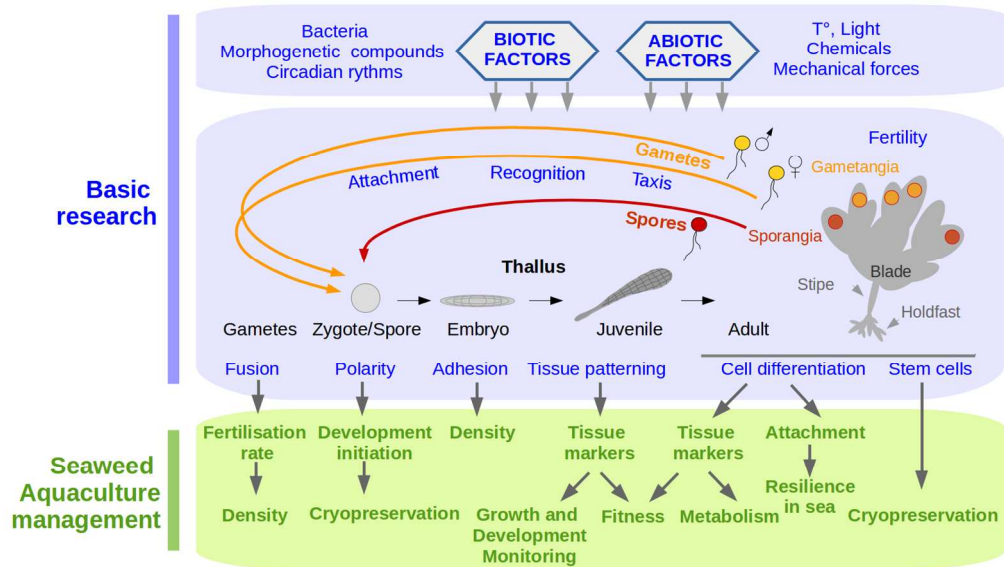 Bacteria
Morphogenetic compounds
Circadian rythms
BIOTIC
FACTORS
ABIOTIC
FACTORS
T°, Light
Chemicals
Mechanical forces
Basic
research
Gametes
♂
♀
Fertility
Gametangia
Attachment
Recognition
Taxis
Spores
Sporangia
Thallus
Blade
Stipe
Holdfast
Gametes
Zygote/Spore
Embryo
Juvenile
Adult
Fusion
Polarity
Adhesion
Tissue patterning
Cell differentiation
Stem cells
Seaweed
Aquaculture
management
Fertilisation
rate
Development
initiation
Density
Tissue
markers
Tissue
markers
Attachment
Resilience
in sea
Density
Cryopreservation
Growth and
Development
Monitoring
Fitness
Metabolism
Cryopreservation